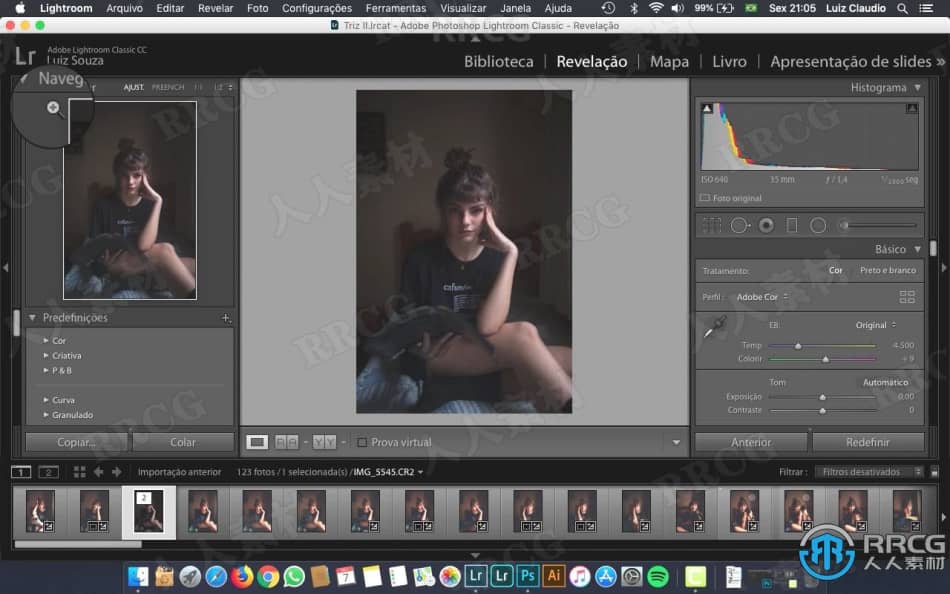 Lightroom Arquivo Editar Revelar Foto Configurações Ferramentas Visualizar Janela Ajuda 99% Sex 21:05 Luiz Claudio
Triz II.lrcat - Adobe Photoshop Lightroom Classic - Revelação
Lr Adobe Lightroom Classic CC
Luiz Souza
Biblioteca | Revelação | Mapa | Livro | Apresentação de slides »
Naveg
AJUST. PREENCH 1:1
Histograma
ISO 640 35 mm ƒ / 1,4 seg
Foto original
Básico
Tratamento: Cor Preto e branco
Perfil: Adobe Cor
EB: Original
Temp 4.500
Colorir + 9
Tom Automático
Exposição 0,00
Contraste 0
Predefinições +
Cor
Criativa
P & B
Curva
Granulado
Copiar... Colar
Y Y Prova virtual
Anterior Redefinir
1 2 Importação anterior 123 fotos / 1 selecionada(s) / IMG_5545.CR2
Filtrar: Filtros desativados
2
7
Lr Lr Ps Ai
RRCG
人人素材